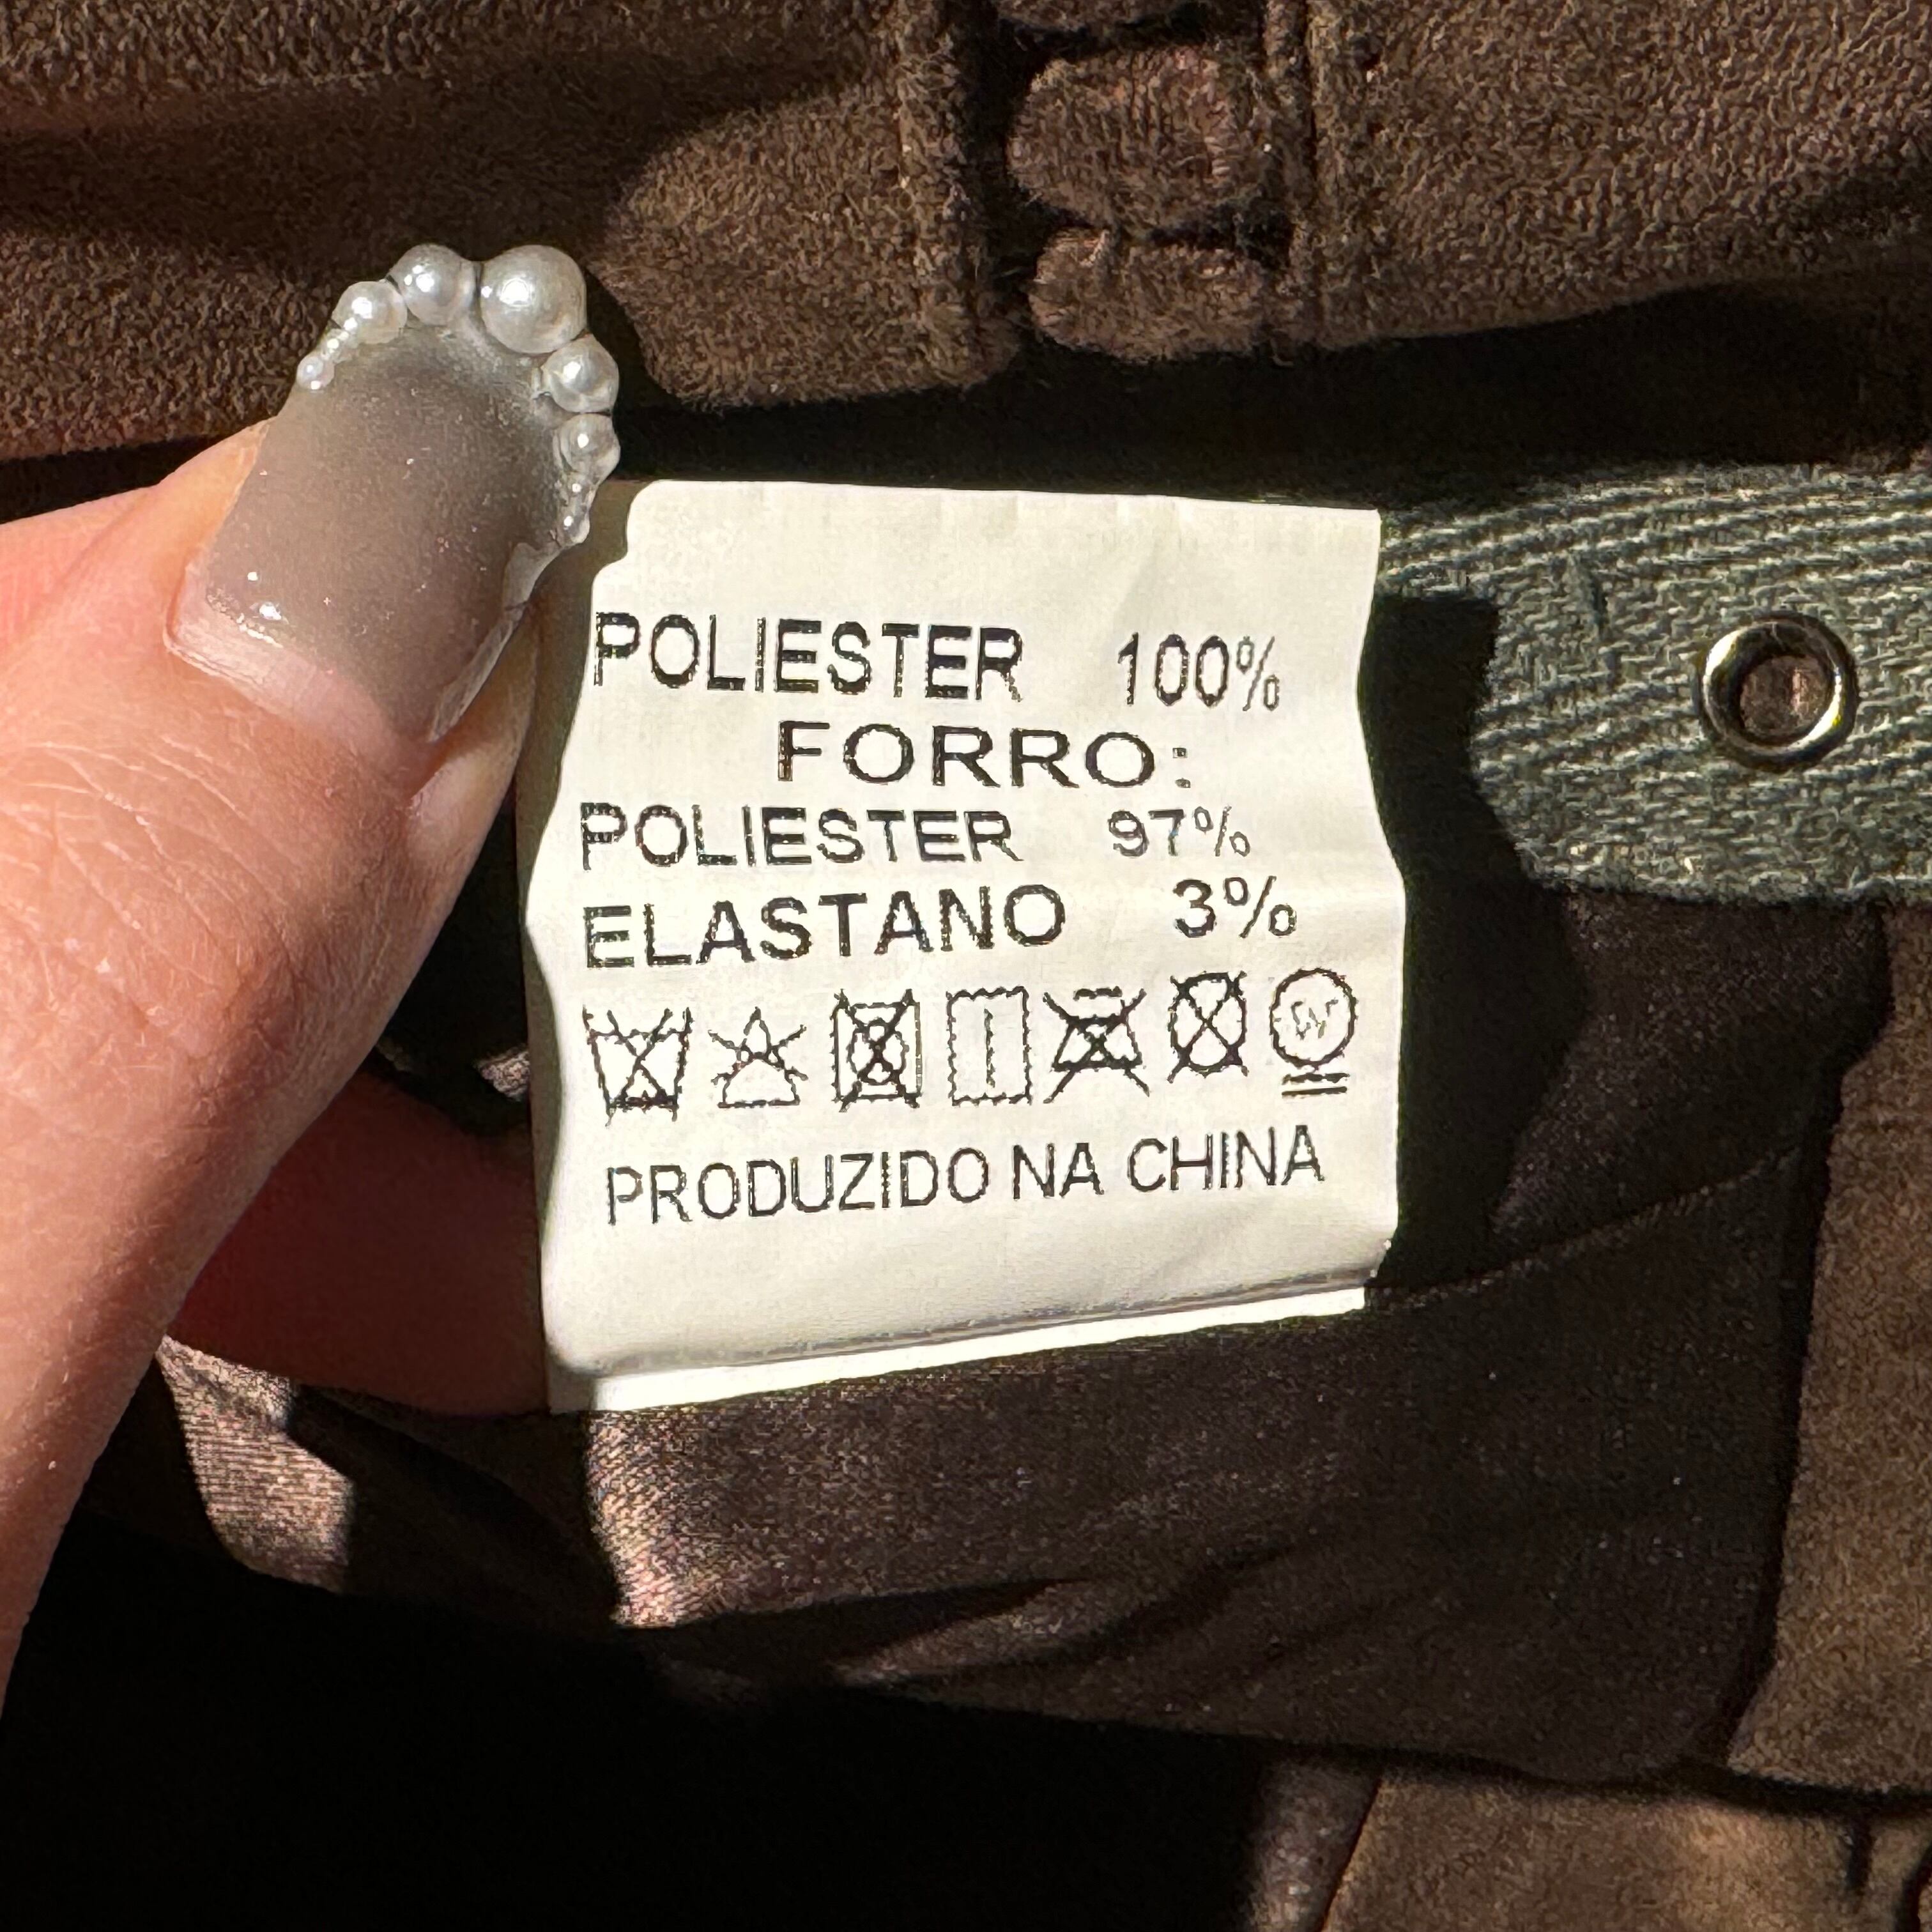 POLIESTER 100%
FORRO:
POLIESTER 97%
ELASTANO 3%
W
PRODUZIDO NA CHINA